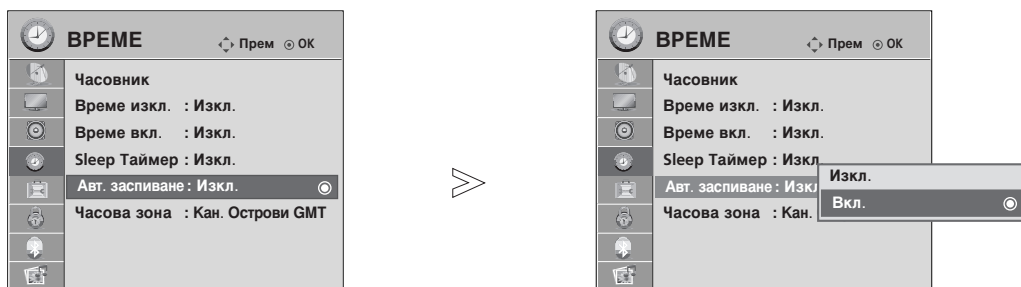 ВРЕМЕ Прем OK
Часовник
Време изкл. : Изкл.
Време вкл. : Изкл.
Sleep Таймер : Изкл.
Авт. заспиване : Изкл.
Часова зона : Кан. Острови GMT
ВРЕМЕ Прем OK
Часовник
Време изкл. : Изкл.
Време вкл. : Изкл.
Sleep Таймер : Изкл.
Авт. заспиване : Изкл
Часова зона : Кан.
Изкл.
Вкл.